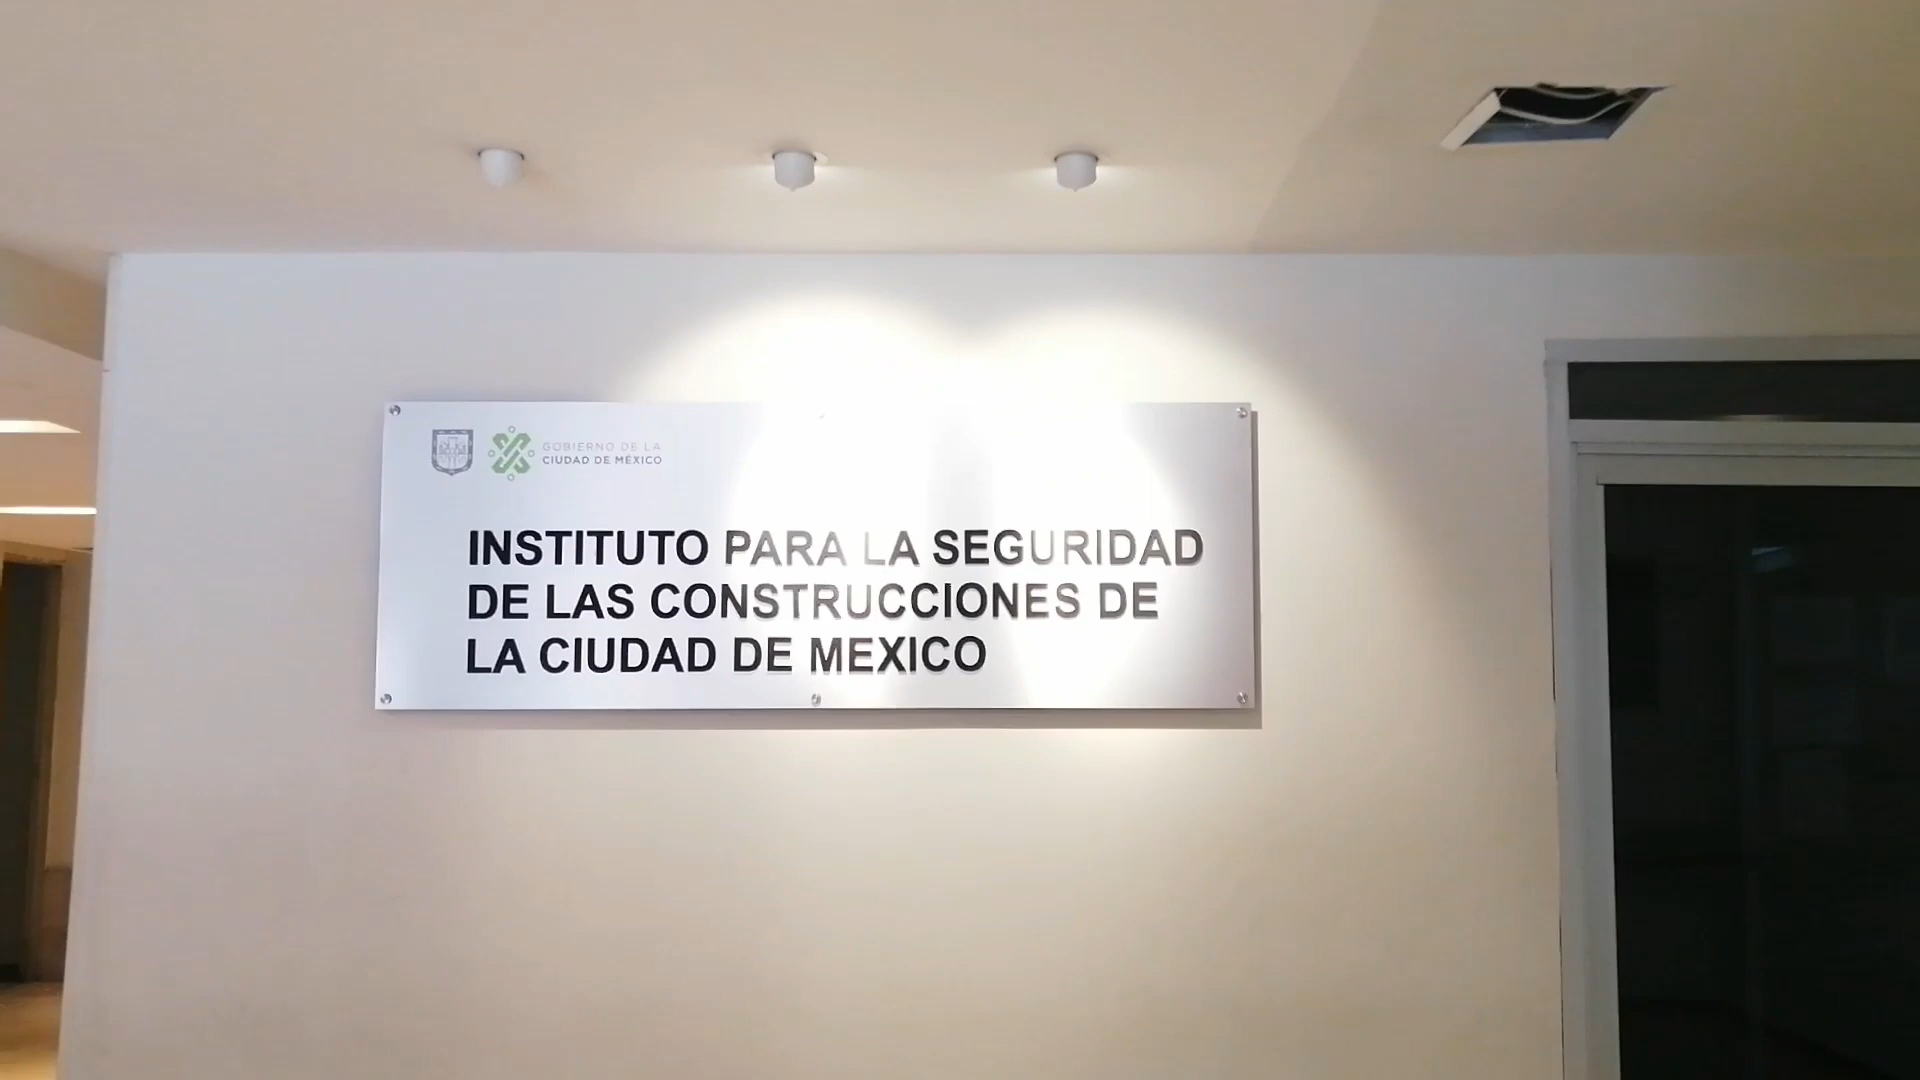 GOBIERNO DE LA
CIUDAD DE MÉXICO
INSTITUTO PARA LA SEGURIDAD
DE LAS CONSTRUCCIONES DE
LA CIUDAD DE MEXICO